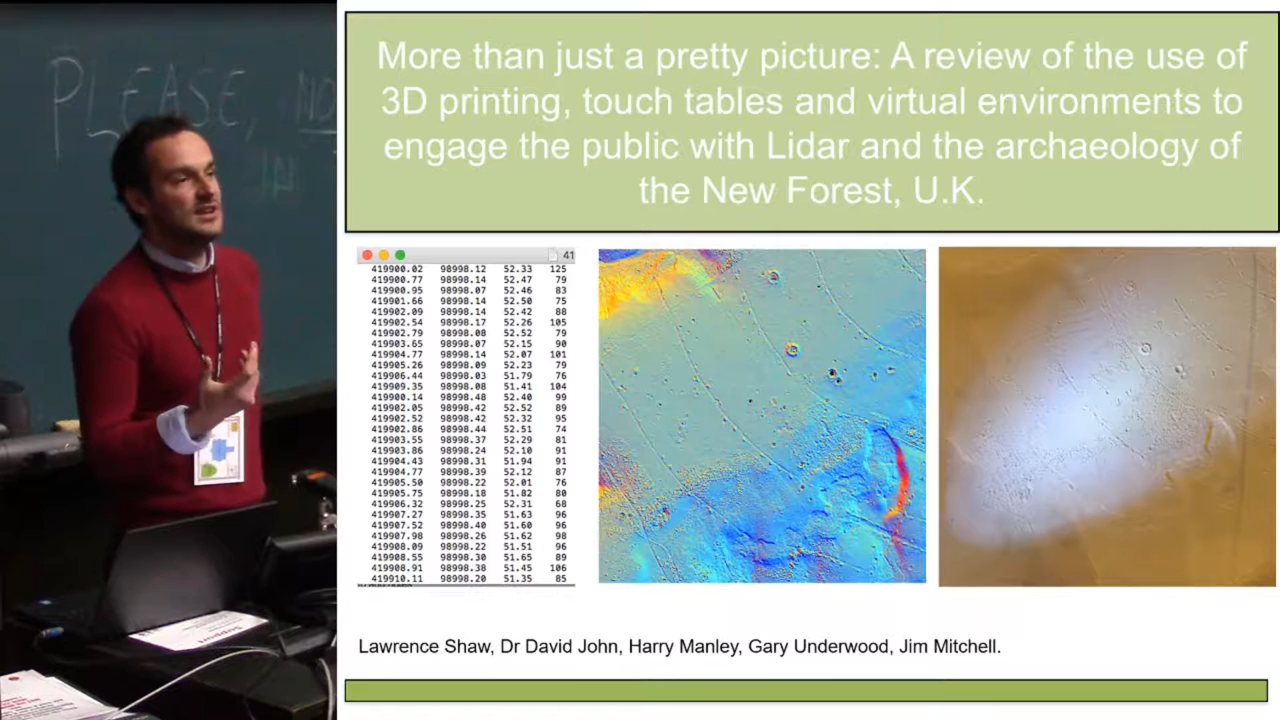 PLEASE, NO
More than just a pretty picture: A review of the use of
3D printing, touch tables and virtual environments to
engage the public with Lidar and the archaeology of
the New Forest, U.K.
41
419900.02 98998.12 52.33 125
419900.77 98998.14 52.47 79
419900.95 98998.07 52.46 83
419901.66 98998.14 52.50 75
419902.09 98998.14 52.42 88
419902.54 98998.17 52.26 105
419902.79 98998.08 52.52 79
419903.65 98998.07 52.15 90
419904.77 98998.14 52.07 101
419905.26 98998.09 52.23 79
419906.44 98998.03 51.79 76
419909.35 98998.08 51.41 104
419900.14 98998.48 52.40 99
419902.05 98998.42 52.52 89
419902.52 98998.42 52.32 95
419902.86 98998.44 52.51 74
419903.55 98998.37 52.29 81
419903.86 98998.24 52.10 91
419904.43 98998.31 51.94 91
419904.77 98998.39 52.12 87
419905.50 98998.22 52.01 76
419905.75 98998.18 51.82 80
419906.32 98998.25 52.31 68
419907.27 98998.35 51.63 96
419907.52 98998.40 51.60 96
419907.98 98998.26 51.62 98
419908.09 98998.22 51.51 96
419908.55 98998.30 51.65 89
419908.91 98998.38 51.45 106
419910.11 98998.20 51.35 85
Support
Lawrence Shaw, Dr David John, Harry Manley, Gary Underwood, Jim Mitchell.